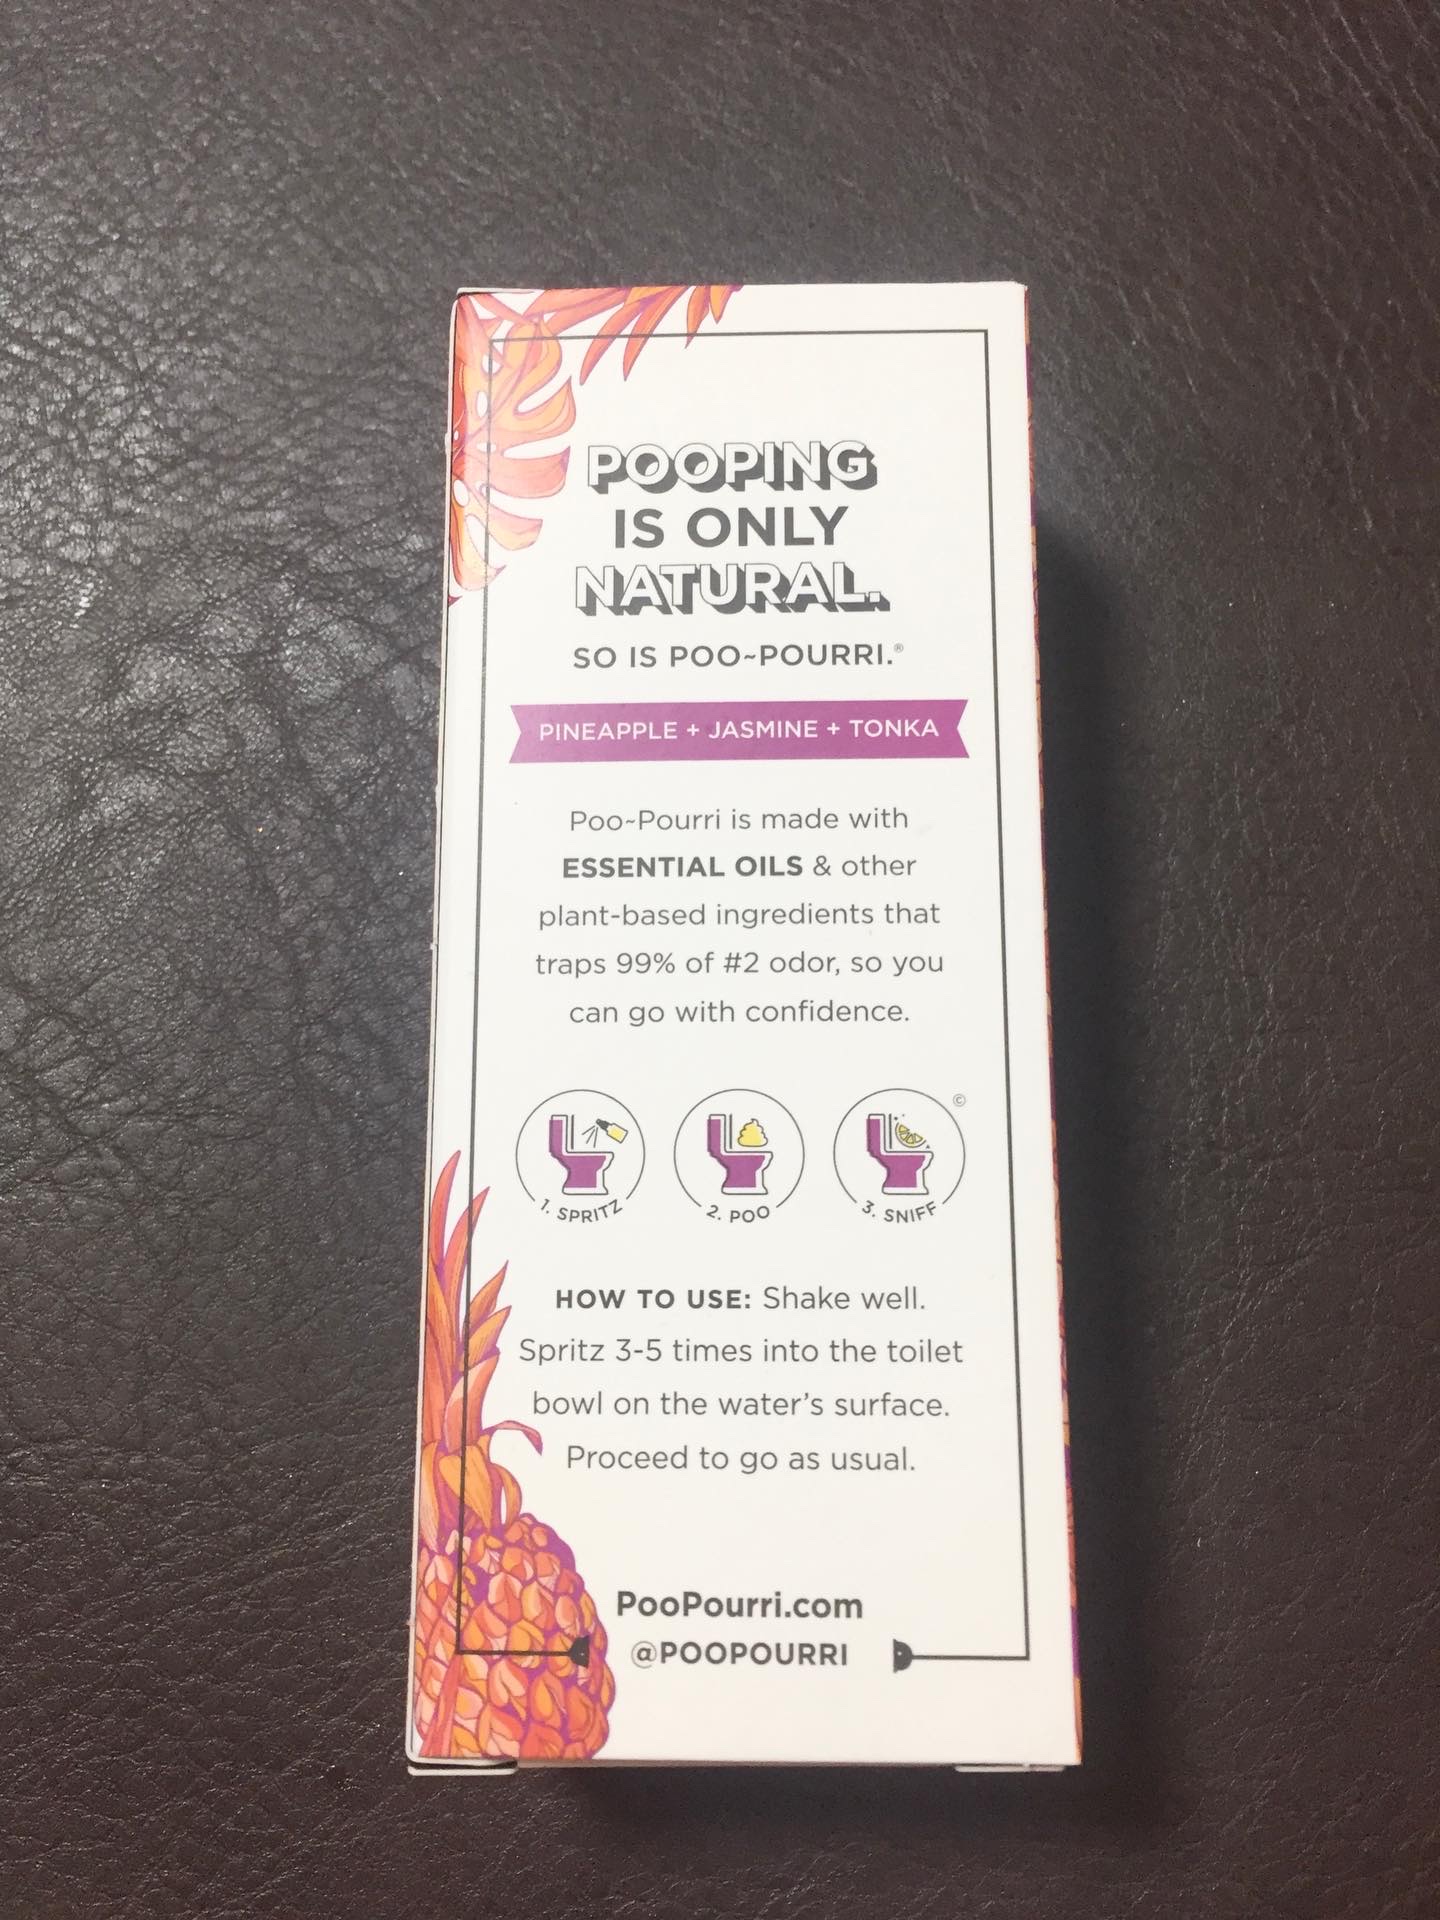 POOPING
IS ONLY
NATURAL.
SO IS POO~POURRI.®
PINEAPPLE + JASMINE + TONKA
Poo~Pourri is made with
ESSENTIAL OILS & other
plant-based ingredients that
traps 99% of #2 odor, so you
can go with confidence.
©
1. SPRITZ 2. POO 3. SNIFF
HOW TO USE: Shake well.
Spritz 3-5 times into the toilet
bowl on the water's surface.
Proceed to go as usual.
PooPourri.com
@POOPOURRI